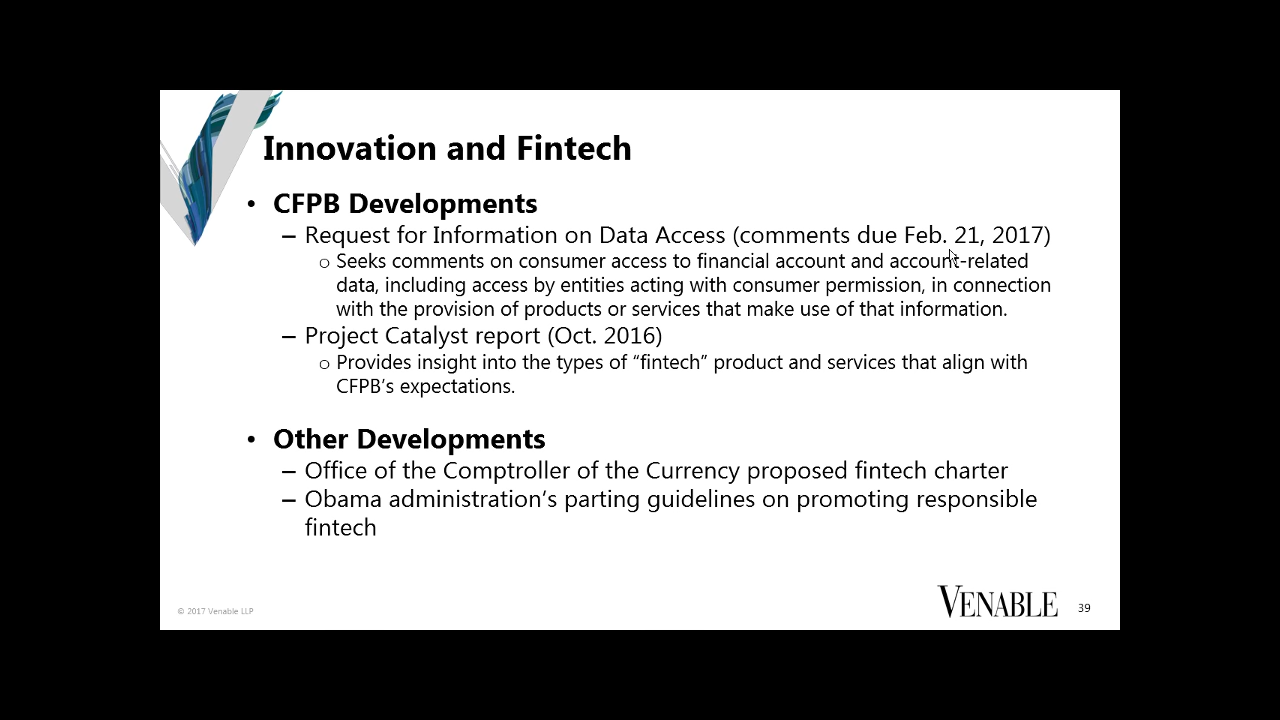 Innovation and Fintech
• CFPB Developments
– Request for Information on Data Access (comments due Feb. 21, 2017)
o Seeks comments on consumer access to financial account and account-related
data, including access by entities acting with consumer permission, in connection
with the provision of products or services that make use of that information.
– Project Catalyst report (Oct. 2016)
o Provides insight into the types of “fintech” product and services that align with
CFPB’s expectations.
• Other Developments
– Office of the Comptroller of the Currency proposed fintech charter
– Obama administration’s parting guidelines on promoting responsible
fintech
© 2017 Venable LLP
VENABLE
39